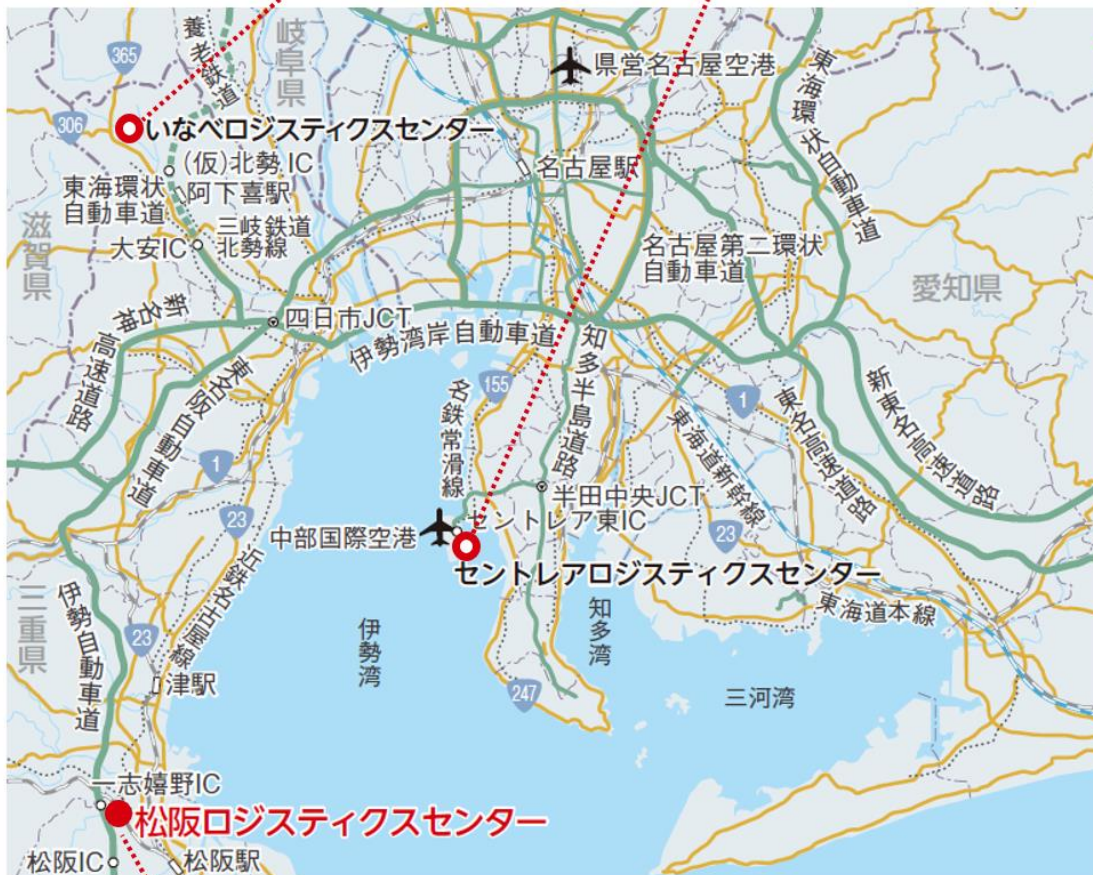 365
養老鉄道
岐阜県
県営名古屋空港
東海環状自動車道
306
いなべロジスティクスセンター
(仮)北勢IC
名古屋駅
東海環状
自動車道
阿下喜駅
滋賀県
三岐鉄道
北勢線
大安IC
名古屋第二環状
自動車道
愛知県
新名神
高速道路
四日市JCT
伊勢湾岸自動車道
知多半島道路
東名阪自動車道
名鉄常滑線
155
1
東海道新幹線
東名高速道路
新東名高速道路
1
23
半田中央JCT
セントレア東IC
中部国際空港
23
セントレアロジスティクスセンター
近鉄名古屋線
三重県
伊勢自動車道
23
伊勢湾
知多湾
東海道本線
津駅
247
三河湾
一志嬉野IC
松阪ロジスティクスセンター
松阪IC
松阪駅